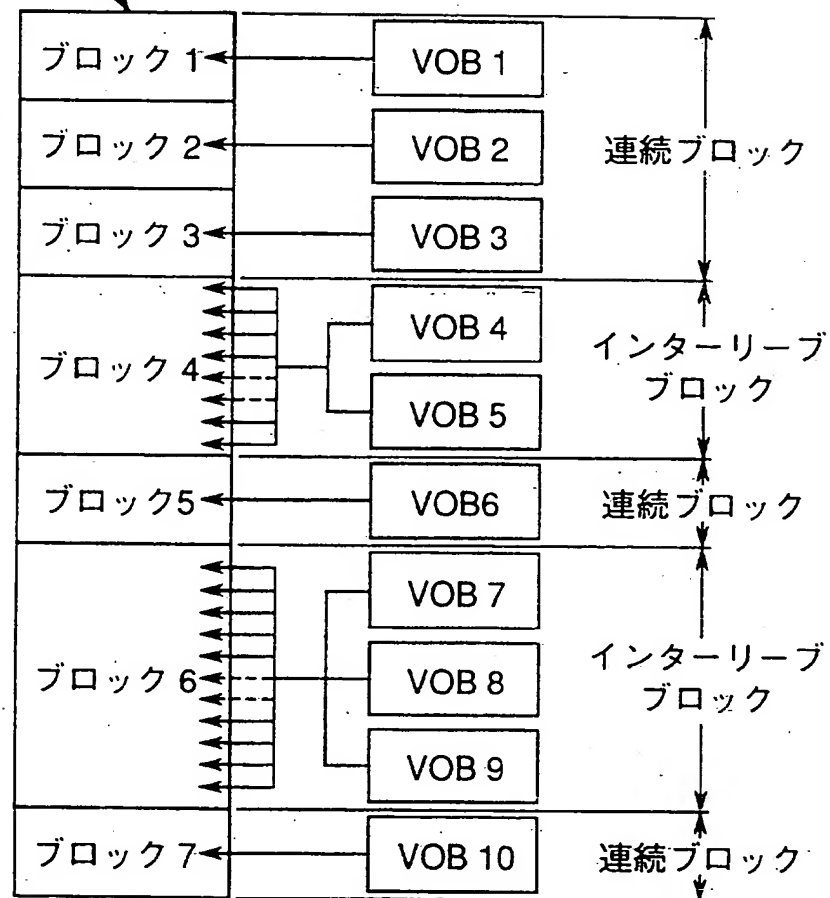 ブロック 1
VOB 1
ブロック 2
VOB 2
連続ブロック
ブロック 3
VOB 3
ブロック 4
VOB 4
VOB 5
インターリーブ
ブロック
ブロック5
VOB6
連続ブロック
ブロック 6
VOB 7
VOB 8
VOB 9
インターリーブ
ブロック
ブロック 7
VOB 10
連続ブロック